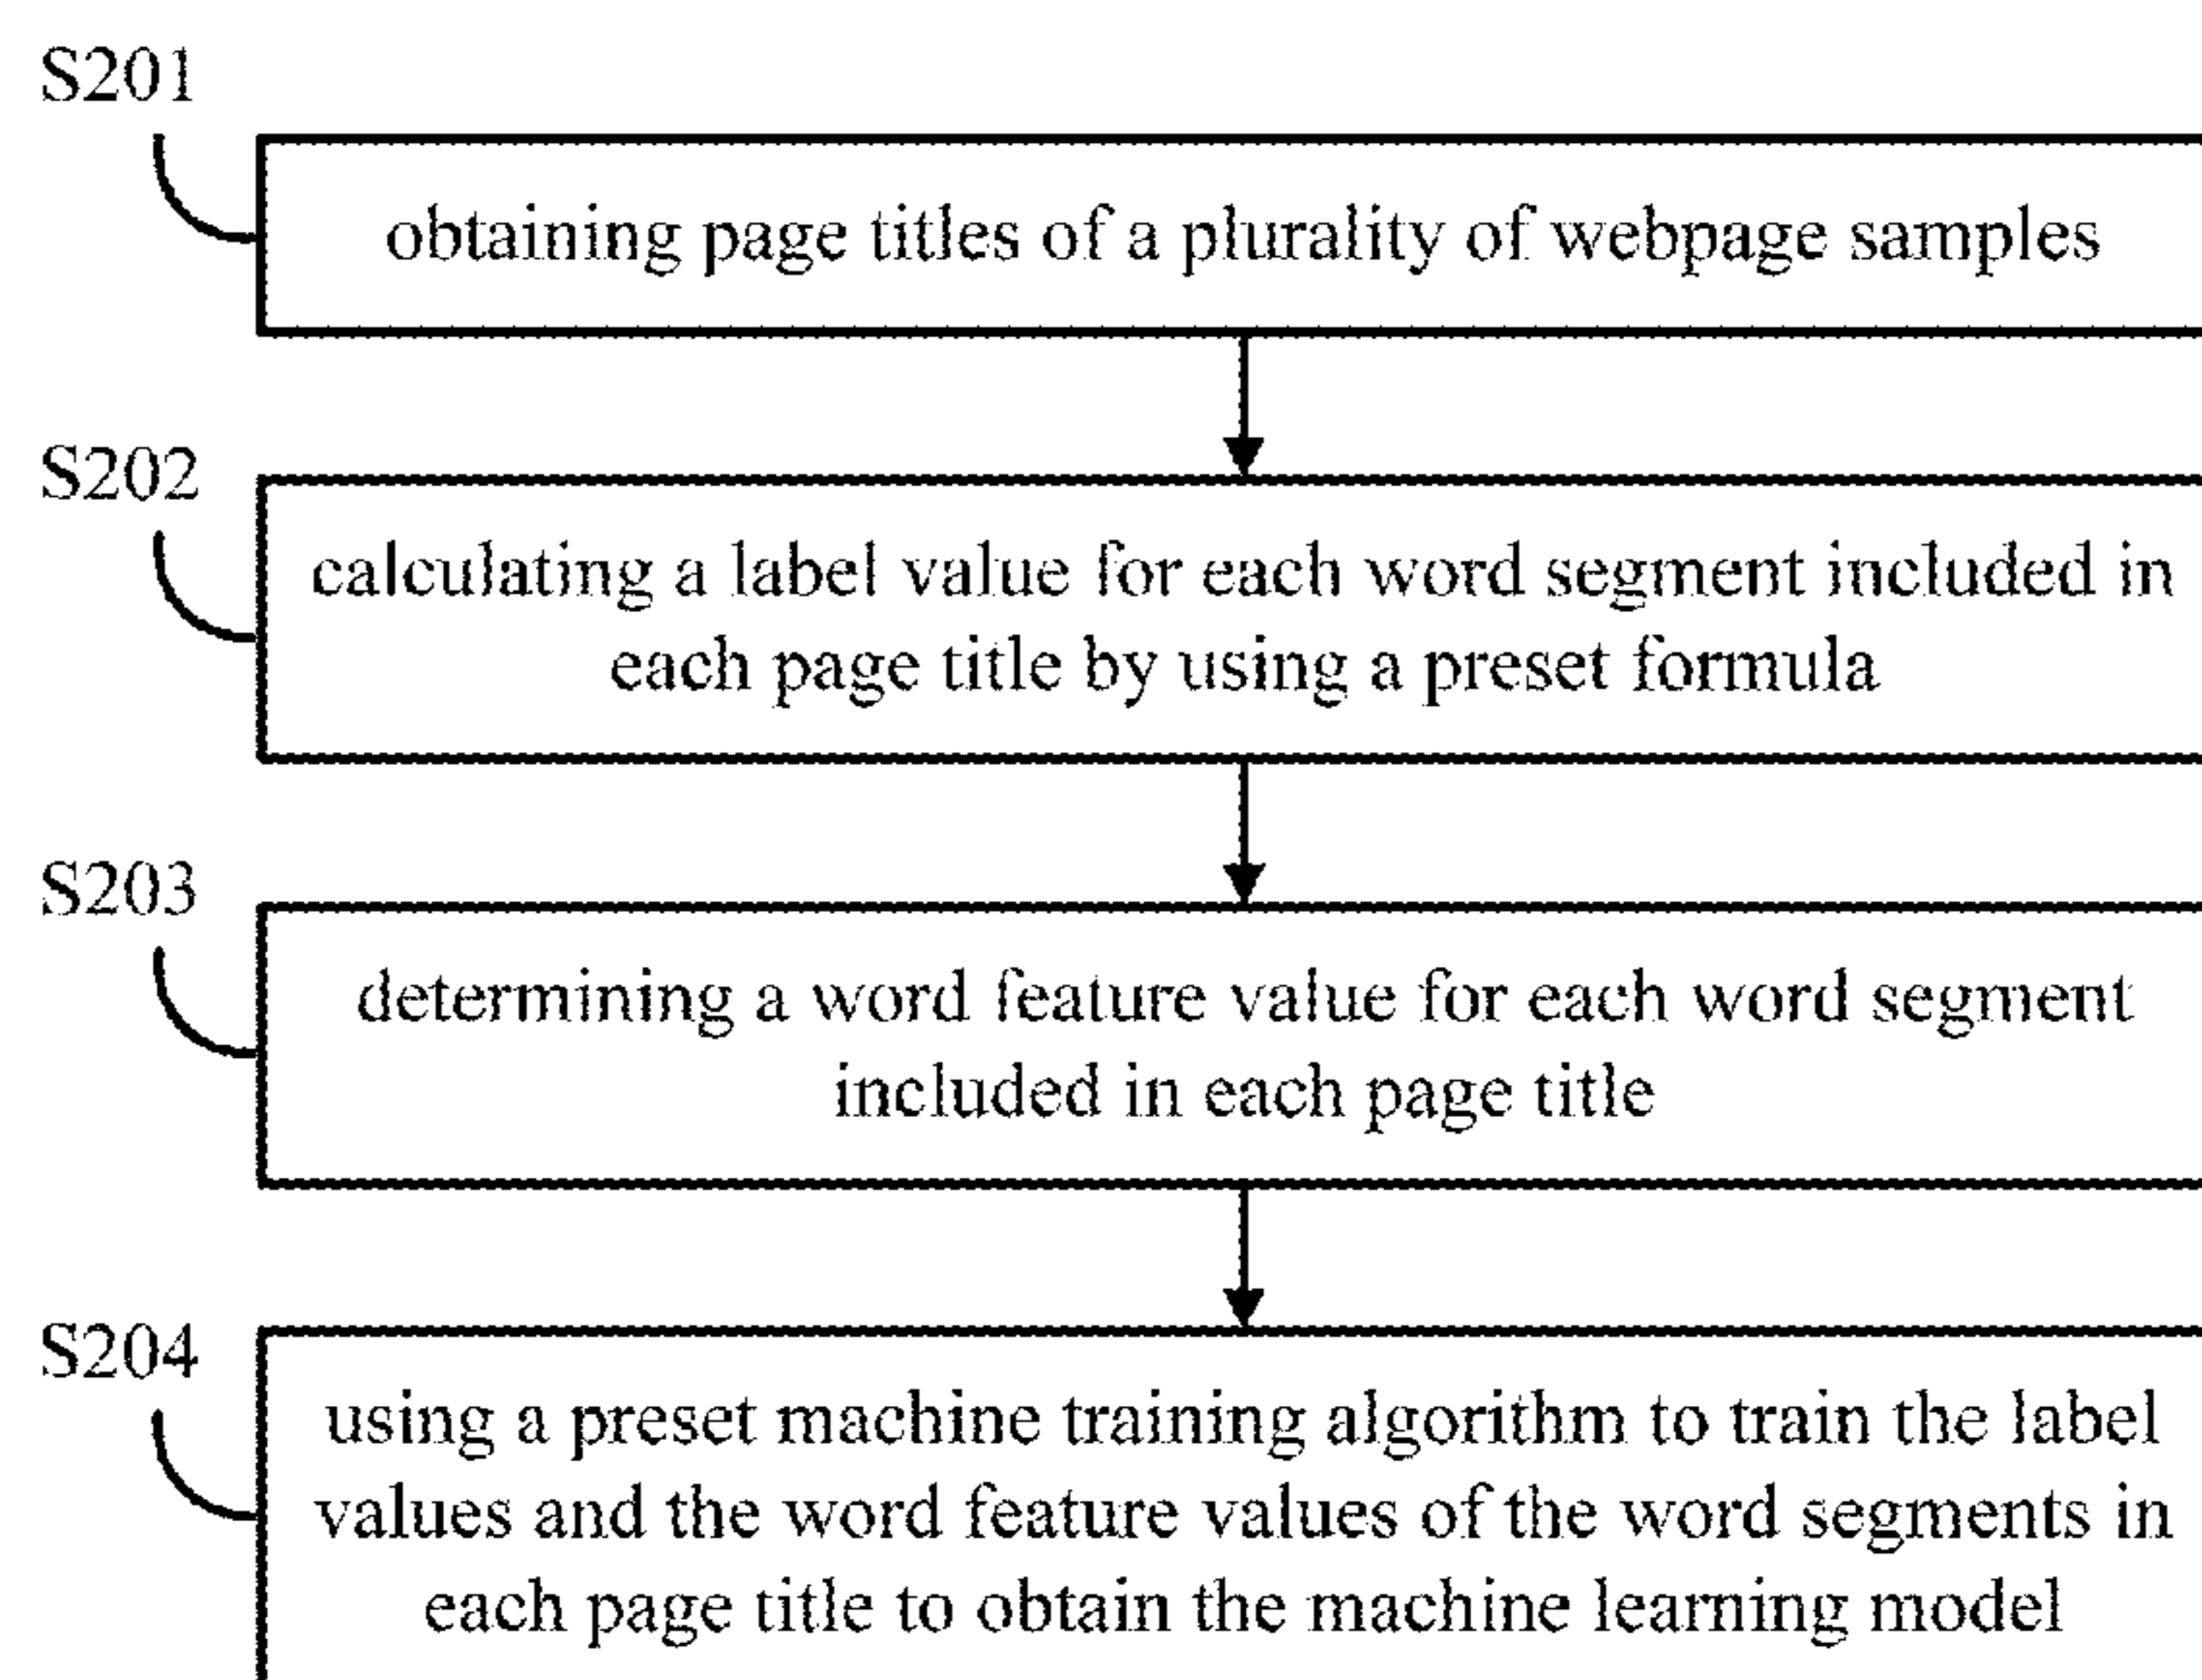 S201
obtaining page titles of a plurality of webpage samples
S202
calculating a label value for each word segment included in
each page title by using a preset formula
S203
determining a word feature value for each word segment
included in each page title
S204
using a preset machine training algorithm to train the label
values and the word feature values of the word segments in
each page title to obtain the machine learning model